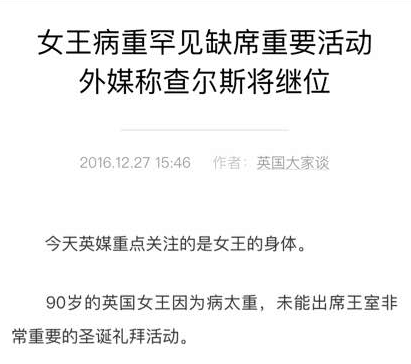 女王病重罕见缺席重要活动
外媒称查尔斯将继位
2016.12.27 15:46 作者：英国大家谈
今天英媒重点关注的是女王的身体。
90岁的英国女王因为病太重，未能出席王室非
常重要的圣诞礼拜活动。